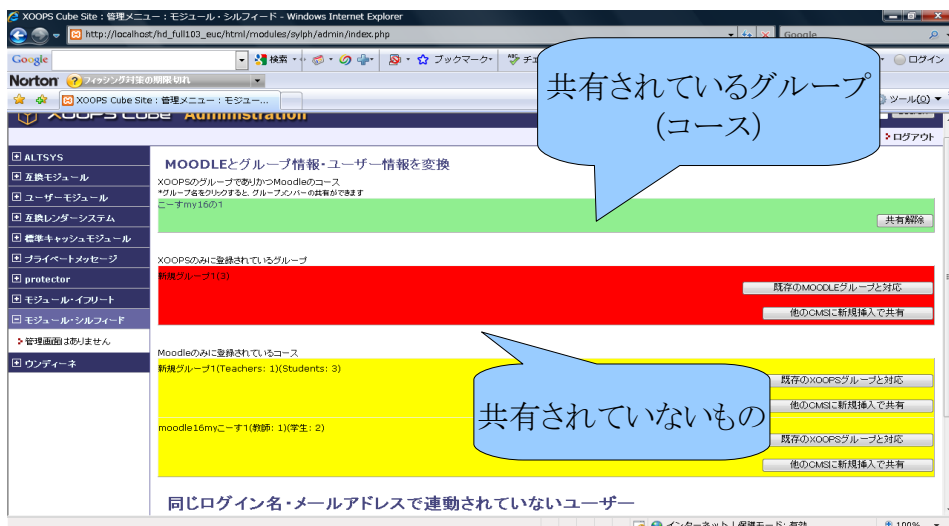 XOOPS Cube Site : 管理メニュー : モジュール・シルフィード - Windows Internet Explorer
http://localhost/hd_full103_euc/html/modules/sylph/admin/index.php
Google
Google
検索
ブックマーク
ログイン
Norton
フィッシング対策の期限切れ
XOOPS Cube Site : 管理メニュー : モジュー...
ツール(O)
XOOPS Cube Administration
ログアウト
共有されているグループ
(コース)
ALTSYS
互換モジュール
ユーザーモジュール
互換レンダーシステム
標準キャッシュモジュール
プライベートメッセージ
protector
モジュール・イフリート
モジュール・シルフィード
管理画面はありません
ウンディーネ
MOODLEとグループ情報・ユーザー情報を変換
XOOPSのグループでありかつMoodleのコース
*グループ名をクリックすると、グループメンバーの共有ができます
こーすmy16の1
共有解除
XOOPSのみに登録されているグループ
新規グループ1(3)
既存のMOODLEグループと対応
他のCMSに新規挿入で共有
Moodleのみに登録されているコース
新規グループ1(Teachers: 1)(Students: 3)
既存のXOOPSグループと対応
他のCMSに新規挿入で共有
moodle16myこーす1(教師: 1)(学生: 2)
既存のXOOPSグループと対応
他のCMSに新規挿入で共有
共有されていないもの
同じログイン名・メールアドレスで連動されていないユーザー
インターネット | 保護モード: 有効
100%